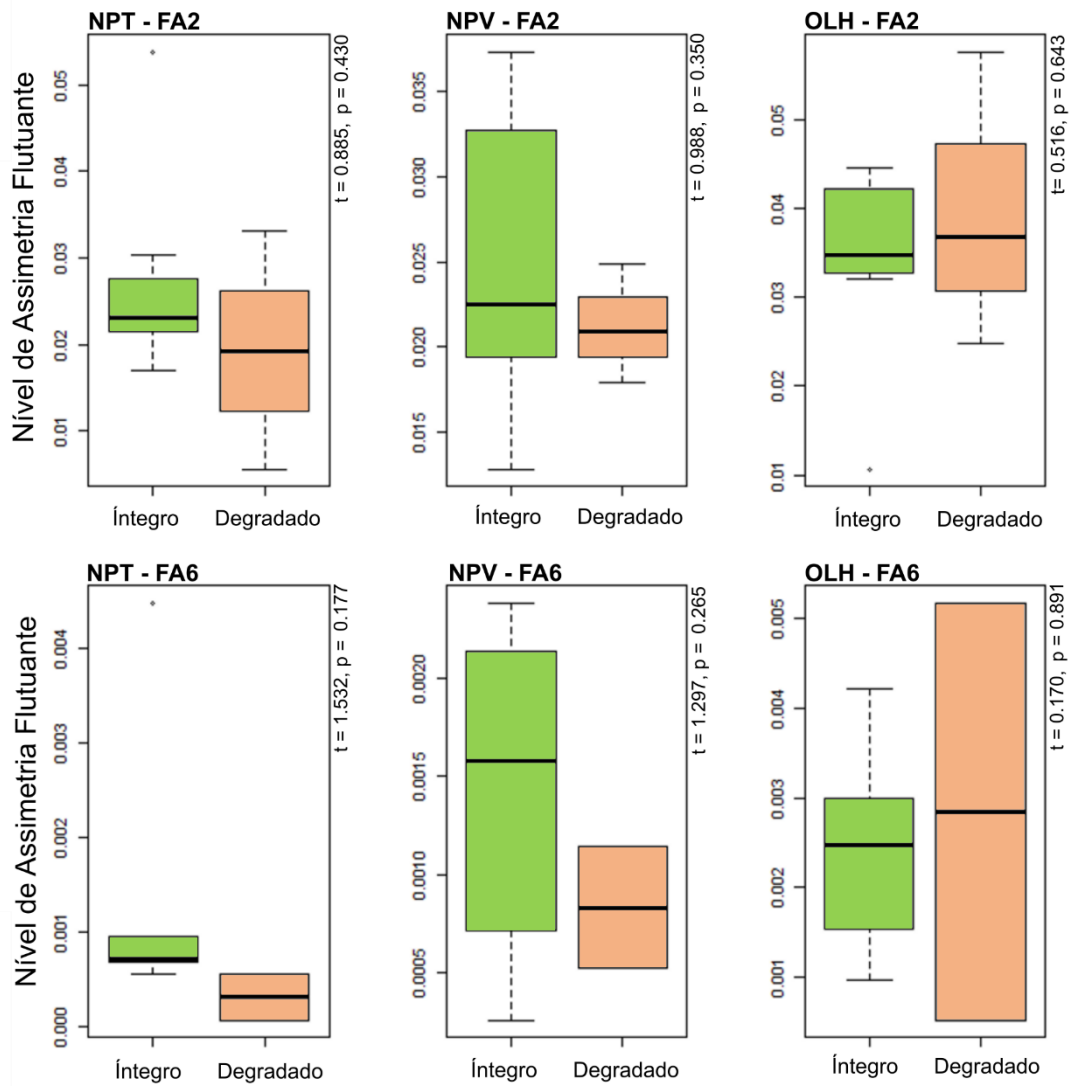 NPT - FA2
NPV - FA2
OLH - FA2
Nível de Assimetria Flutuante
0.05
0.04
0.03
0.02
0.01
t = 0.885, p = 0.430
0.035
0.030
0.025
0.020
0.015
t = 0.988, p = 0.350
0.05
0.04
0.03
0.02
0.01
t= 0.516, p = 0.643
Íntegro Degradado
Íntegro Degradado
Íntegro Degradado
NPT - FA6
NPV - FA6
OLH - FA6
Nível de Assimetria Flutuante
0.004
0.003
0.002
0.001
0.000
t = 1.532, p = 0.177
0.0020
0.0015
0.0010
0.0005
t = 1.297, p = 0.265
0.005
0.004
0.003
0.002
0.001
t = 0.170, p = 0.891
Íntegro Degradado
Íntegro Degradado
Íntegro Degradado